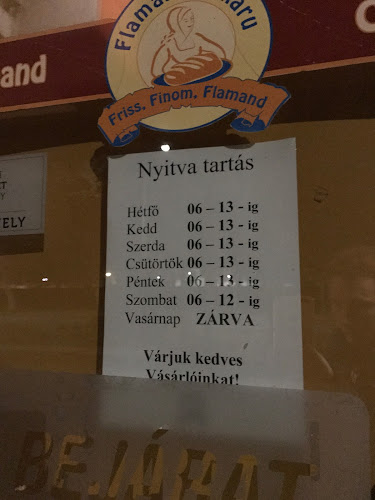 and
Friss, Finom, Flamand
Nyitva tartás
Hétfő 06 – 13 - ig
Kedd 06 – 13 - ig
Szerda 06 – 13 - ig
Csütörtök 06 – 13 - ig
Péntek 06 – 13 - ig
Szombat 06 – 12 - ig
Vasárnap ZÁRVA
Várjuk kedves
Vásárlóinkat!
BEJÁRAT